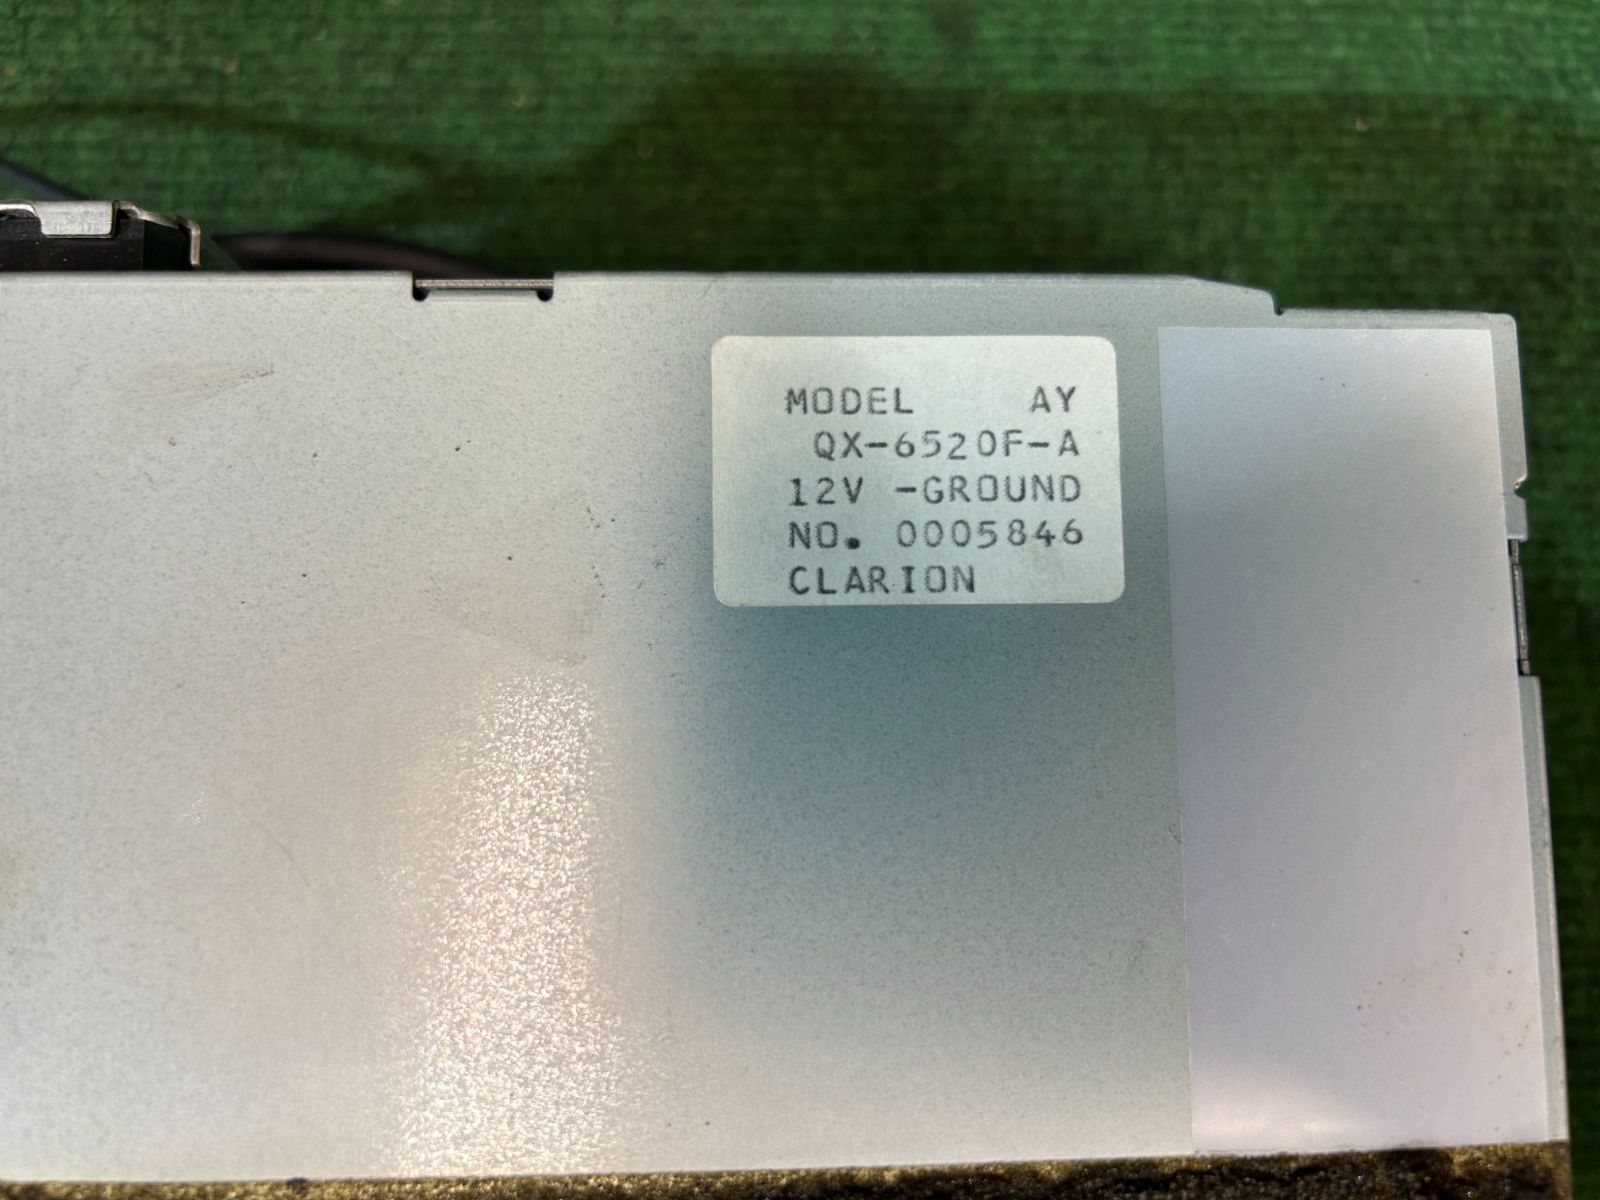 MODEL AY
QX-6520F-A
12V -GROUND
NO. 0005846
CLARION